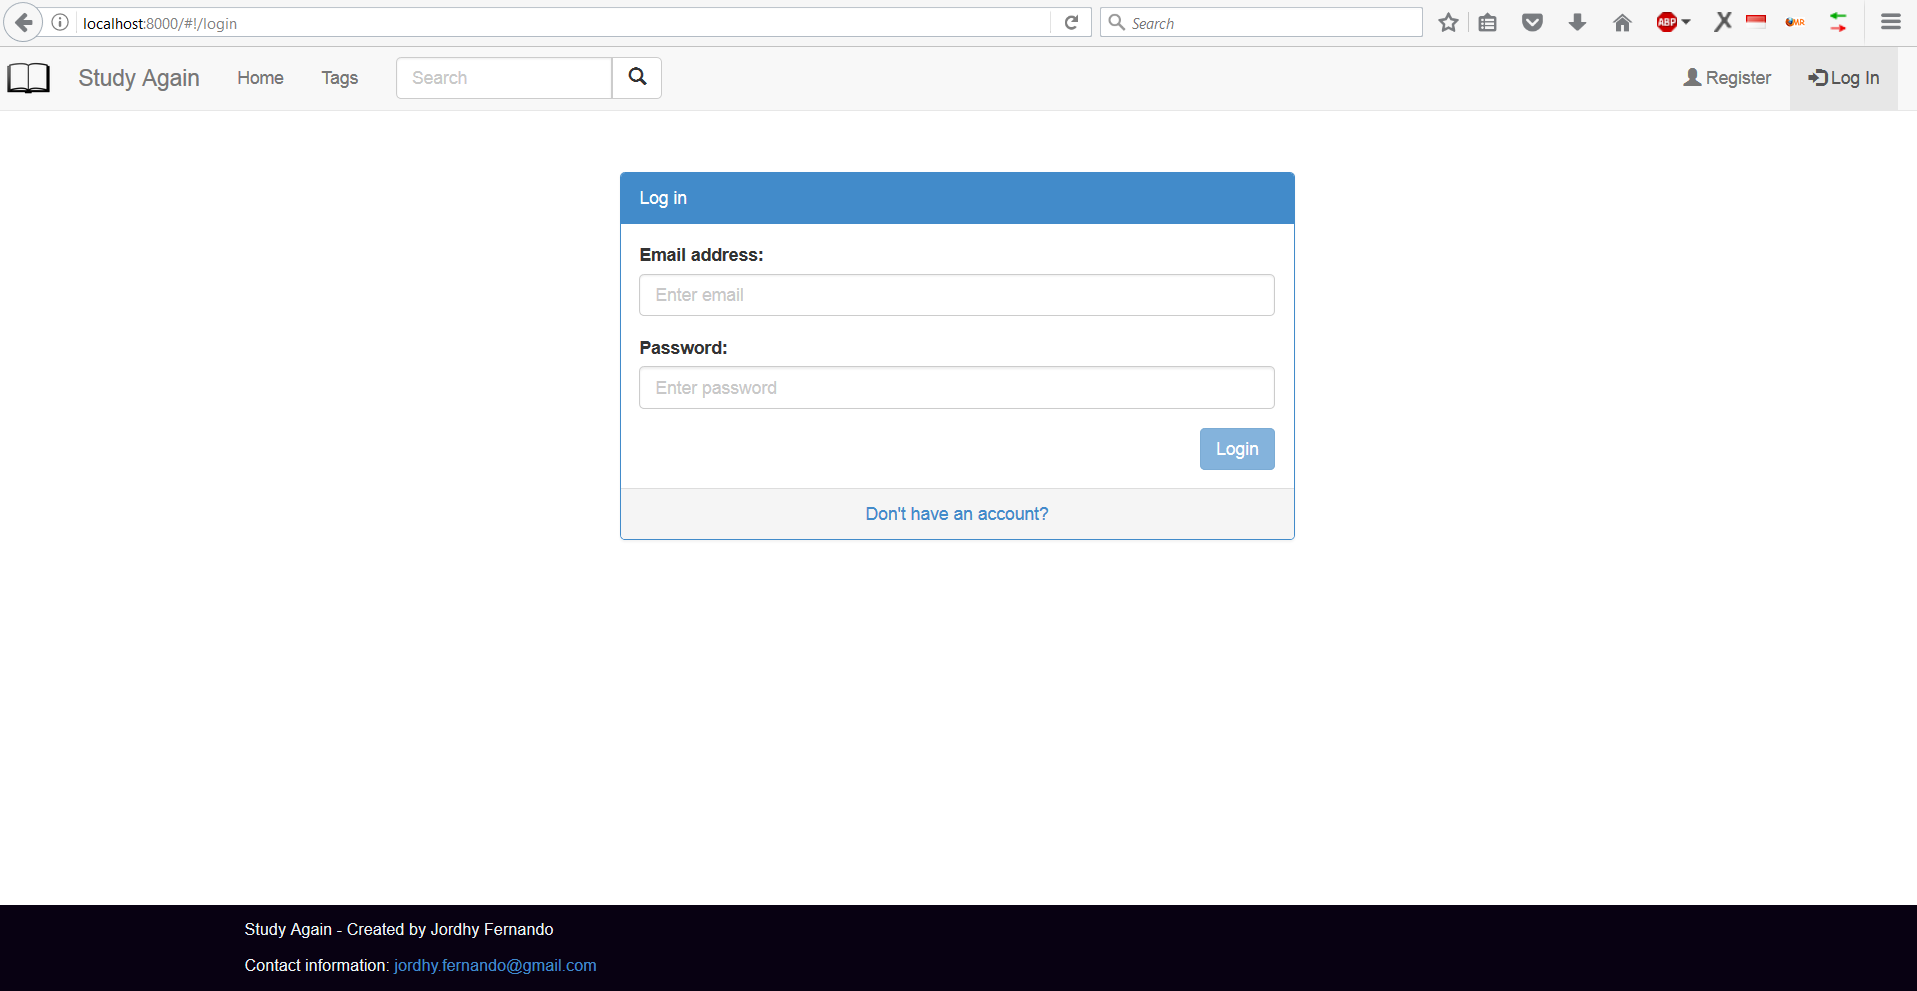 localhost:8000/#!/login
Search
ABP
Study Again
Home
Tags
Search
Register
Log In
Log in
Email address:
Enter email
Password:
Enter password
Login
Don't have an account?
Study Again - Created by Jordhy Fernando
Contact information: jordhy.fernando@gmail.com